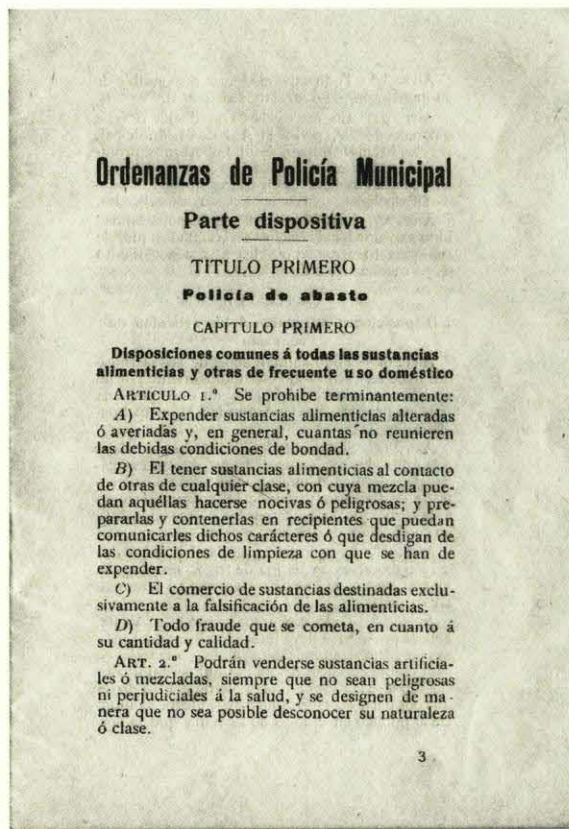 Ordenanzas de Policía Municipal
Parte dispositiva
TITULO PRIMERO
Policía de abasto
CAPITULO PRIMERO
Disposiciones comunes á todas las sustancias
alimenticias y otras de frecuente uso doméstico
ARTICULO 1.º Se prohibe terminantemente:
A) Expender sustancias alimenticias alteradas
ó averiadas y, en general, cuantas no reunieren
las debidas condiciones de bondad.
B) El tener sustancias alimenticias al contacto
de otras de cualquier clase, con cuya mezcla pue-
dan aquéllas hacerse nocivas ó peligrosas; y pre-
pararlas y contenerlas en recipientes que puedan
comunicarles dichos carácteres ó que desdigan de
las condiciones de limpieza con que se han de
expender.
C) El comercio de sustancias destinadas exclu-
sivamente a la falsificación de las alimenticias.
D) Todo fraude que se cometa, en cuanto á
su cantidad y calidad.
ART. 2.º Podrán venderse sustancias artificia-
les ó mezcladas, siempre que no sean peligrosas
ni perjudiciales á la salud, y se designen de ma-
nera que no sea posible desconocer su naturaleza
ó clase.
3